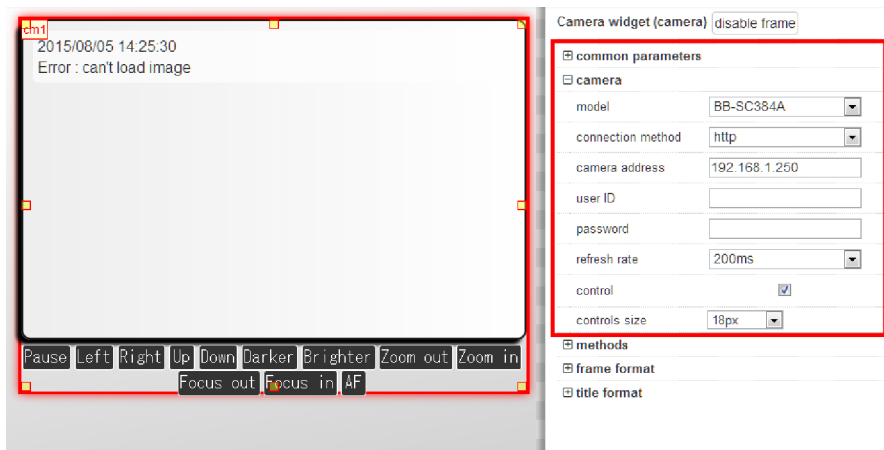 cm1
2015/08/05 14:25:30
Error : can't load image
Pause Left Right Up Down Darker Brighter Zoom out Zoom in
Focus out Focus in AF
Camera widget (camera) disable frame
common parameters
camera
model BB-SC384A
connection method http
camera address 192.168.1.250
user ID
password
refresh rate 200ms
control
controls size 18px
methods
frame format
title format